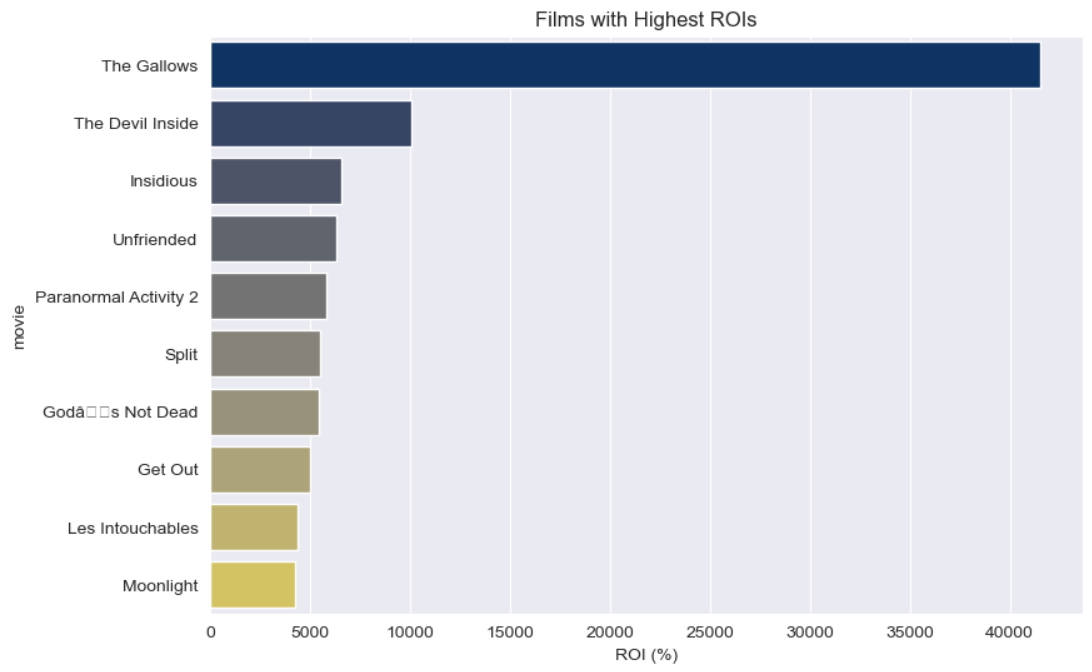 Films with Highest ROIs
The Gallows
The Devil Inside
Insidious
Unfriended
Paranormal Activity 2
Split
Godâ□□s Not Dead
Get Out
Les Intouchables
Moonlight
movie
0 5000 10000 15000 20000 25000 30000 35000 40000
ROI (%)